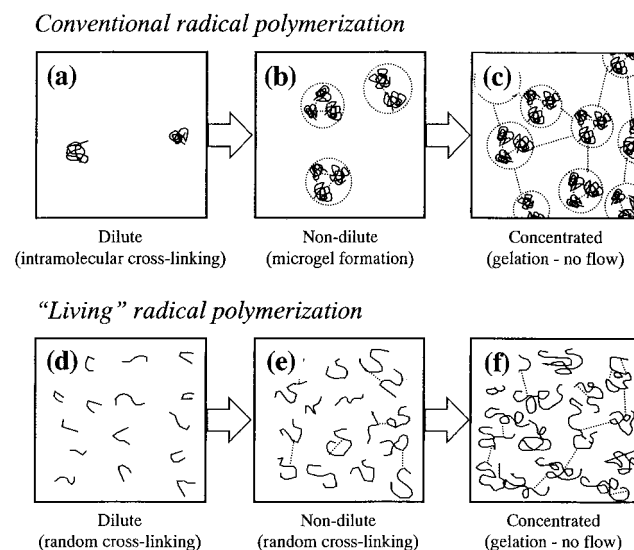 Conventional radical polymerization
(a)
(b)
(c)
Dilute
(intramolecular cross-linking)
Non-dilute
(microgel formation)
Concentrated
(gelation - no flow)
“Living” radical polymerization
(d)
(e)
(f)
Dilute
(random cross-linking)
Non-dilute
(random cross-linking)
Concentrated
(gelation - no flow)